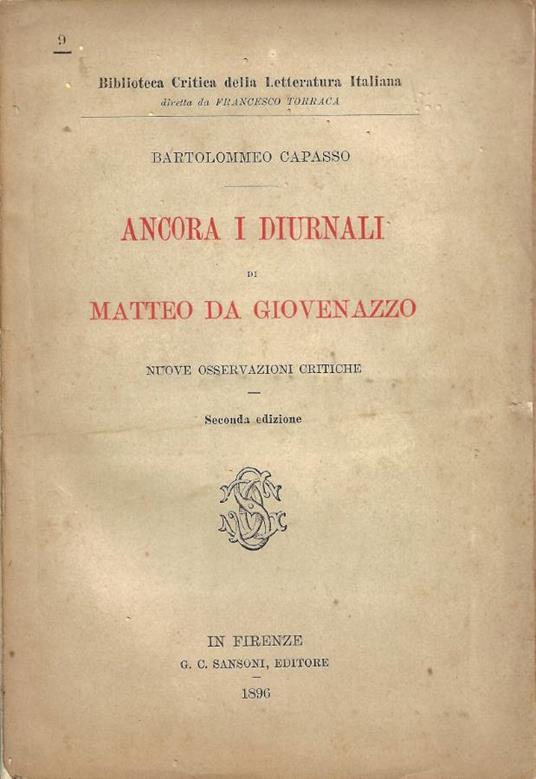 9
Biblioteca Critica della Letteratura Italiana
diretta da FRANCESCO TORRACA
BARTOLOMMEO CAPASSO
ANCORA I DIURNALI
DI
MATTEO DA GIOVENAZZO
NUOVE OSSERVAZIONI CRITICHE
Seconda edizione
IN FIRENZE
G. C. SANSONI, EDITORE
1896